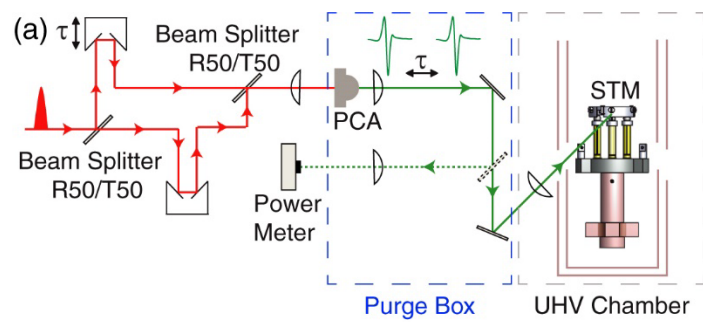 (a)
τ
Beam Splitter
R50/T50
Beam Splitter
R50/T50
PCA
τ
Power
Meter
STM
Purge Box
UHV Chamber